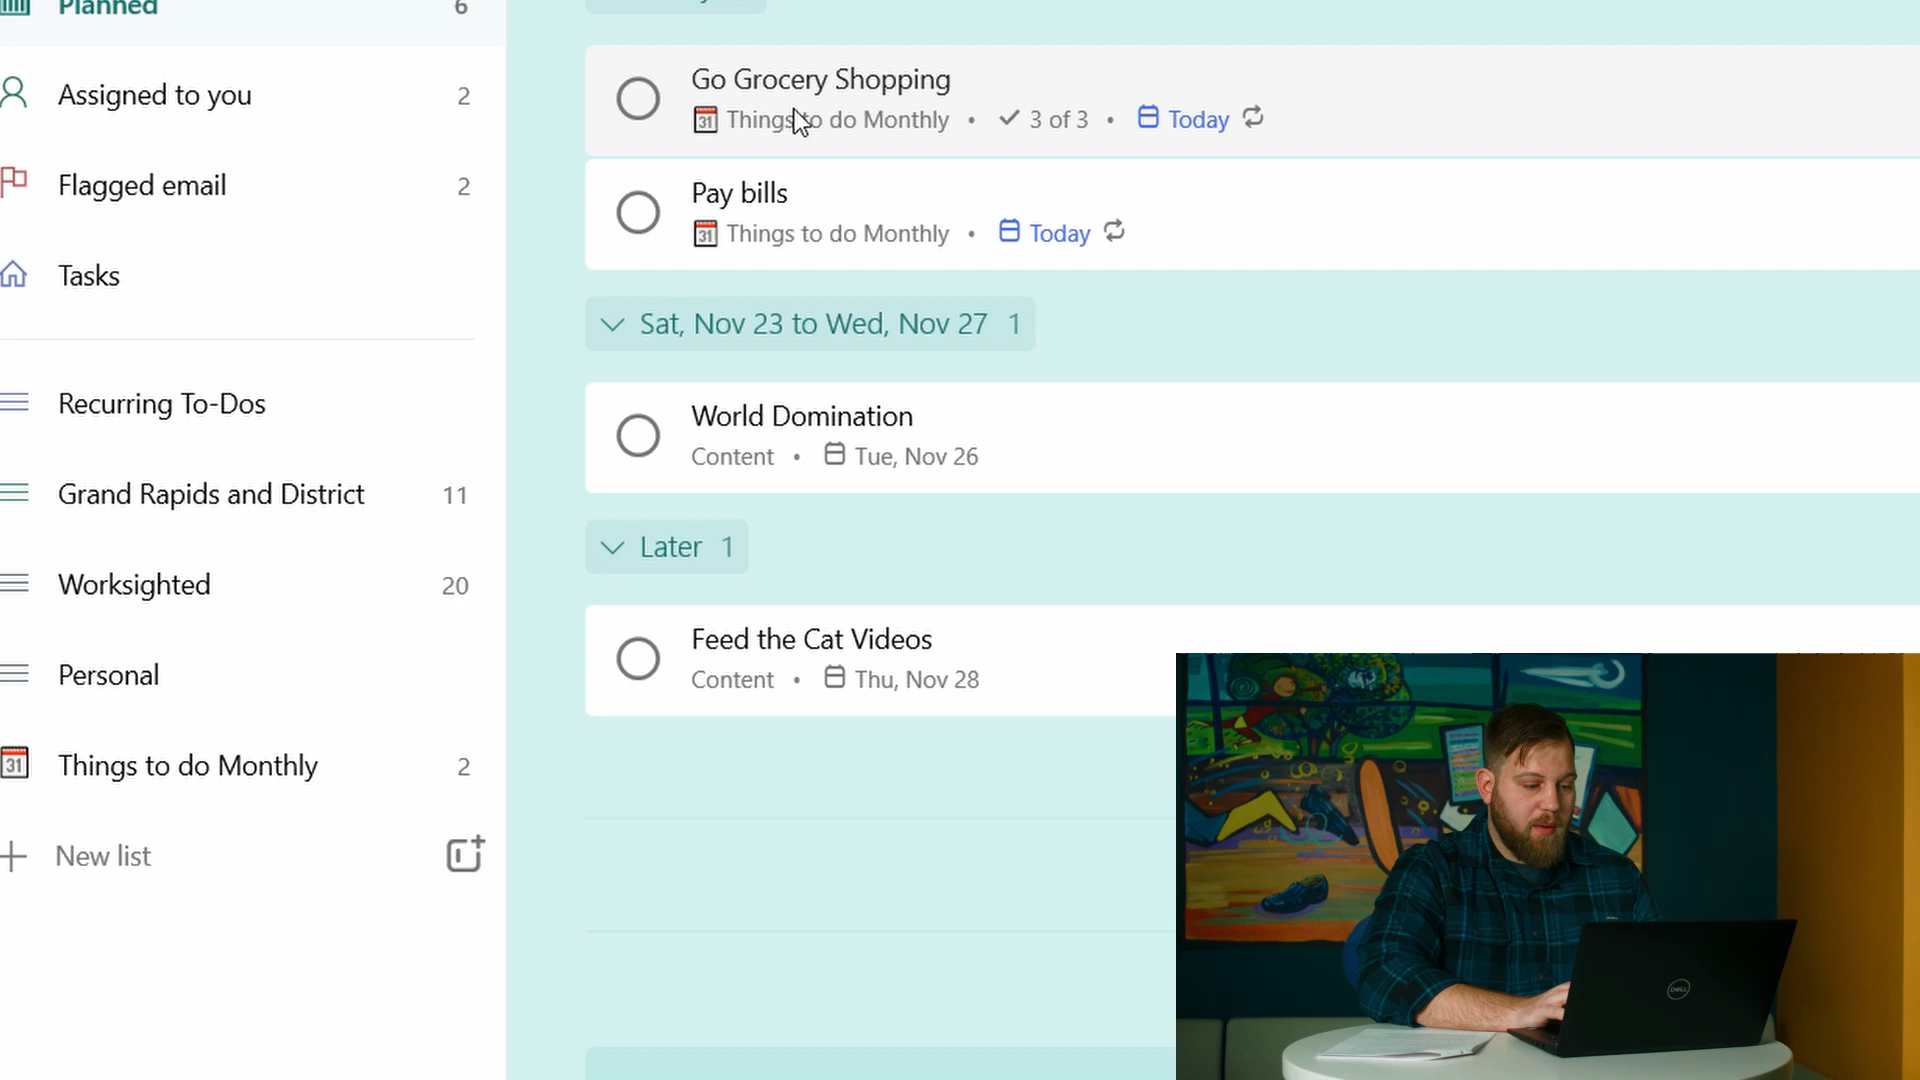 Planned 6
Assigned to you 2
Flagged email 2
Tasks
Recurring To-Dos
Grand Rapids and District 11
Worksighted 20
Personal
31 Things to do Monthly 2
New list
Go Grocery Shopping
31 Things to do Monthly • 3 of 3 • Today
Pay bills
31 Things to do Monthly • Today
Sat, Nov 23 to Wed, Nov 27 1
World Domination
Content • Tue, Nov 26
Later 1
Feed the Cat Videos
Content • Thu, Nov 28
DELL